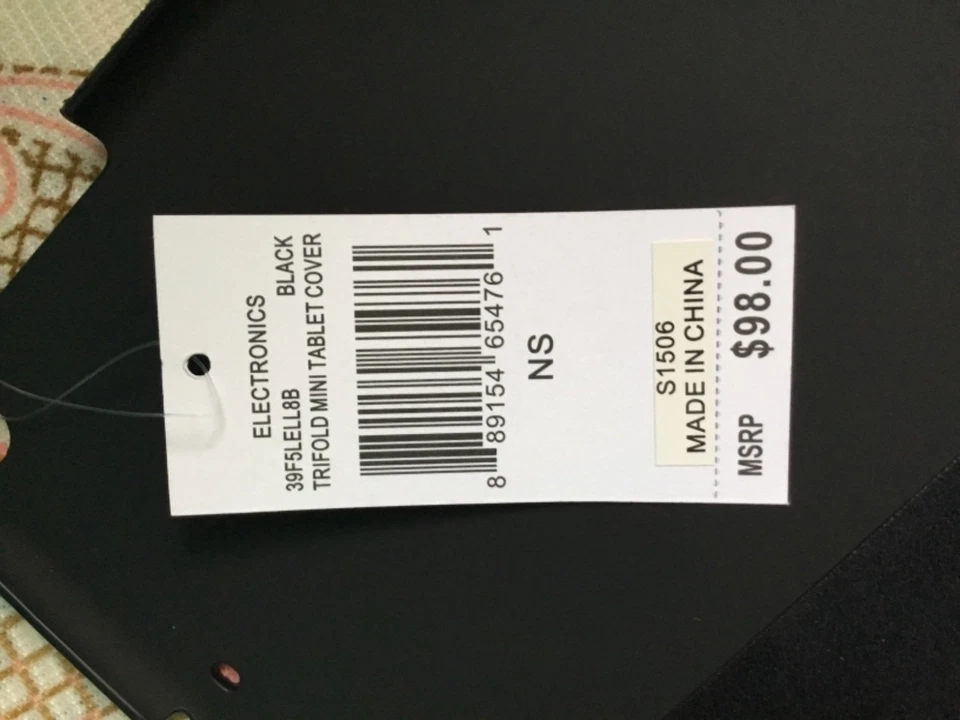 ELECTRONICS
39F5LELL8B BLACK
TRIFOLD MINI TABLET COVER
8 89154 65476 1
NS
S1506
MADE IN CHINA
MSRP $98.00